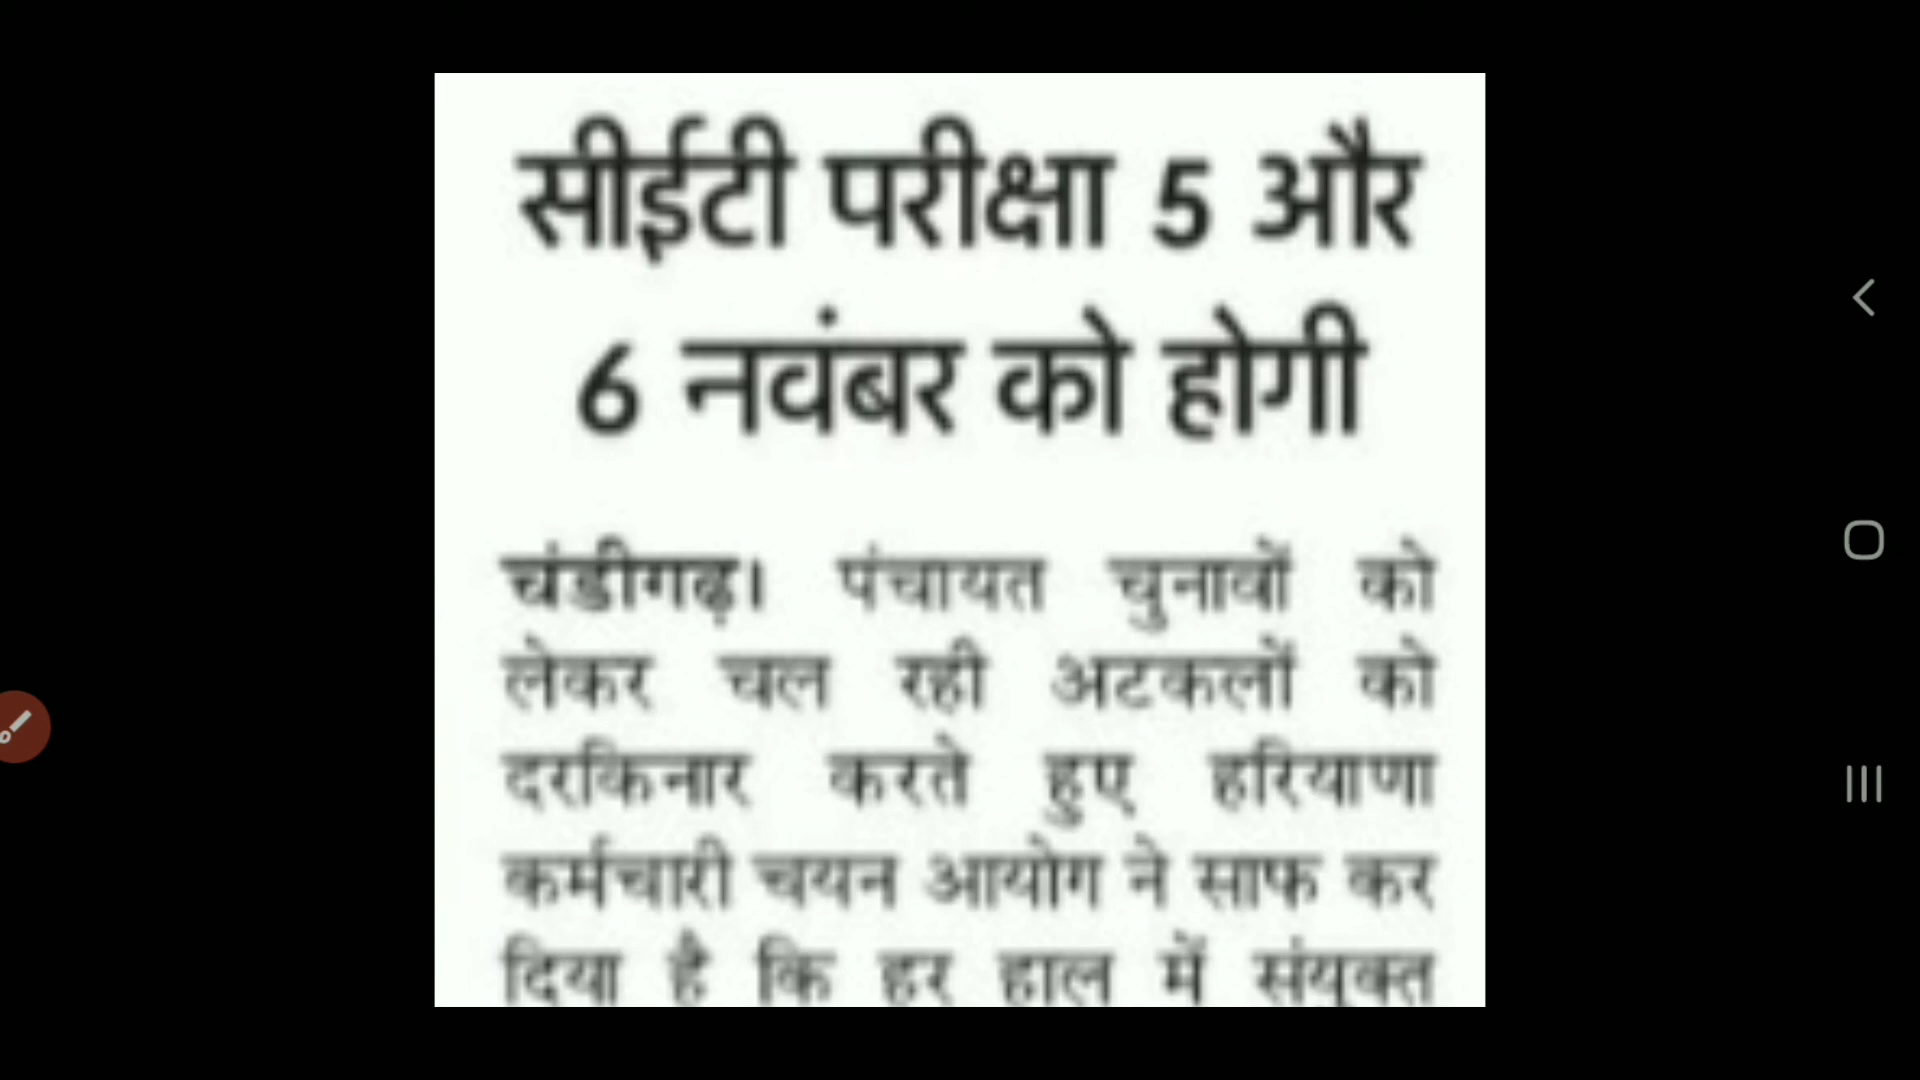 सीईटी परीक्षा 5 और
6 नवंबर को होगी
चंडीगढ़। पंचायत चुनावों को
लेकर चल रही अटकलों को
दरकिनार करते हुए हरियाणा
कर्मचारी चयन आयोग ने साफ कर
दिया है कि हर हाल में संयुक्त